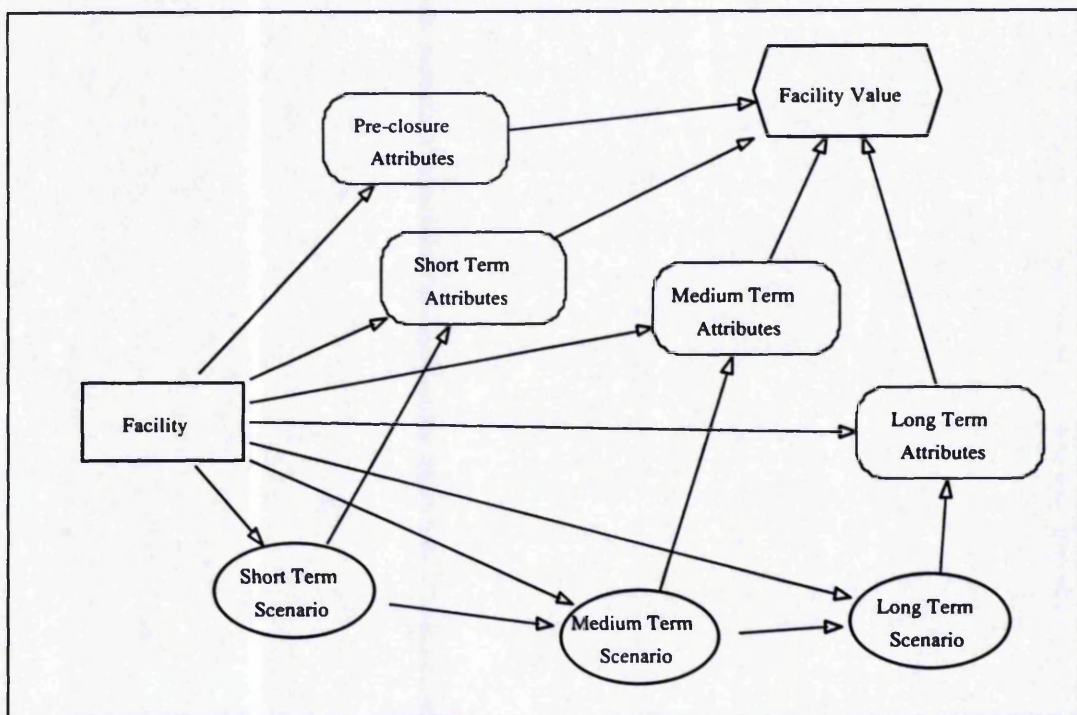 Facility Value
Pre-closure
Attributes
Short Term
Attributes
Medium Term
Attributes
Facility
Long Term
Attributes
Short Term
Scenario
Medium Term
Scenario
Long Term
Scenario